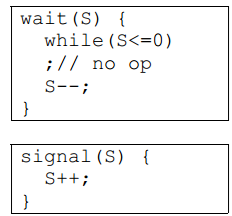 wait(S) {
while(S<=0)
;// no op
S--;
}
signal(S) {
S++;
}